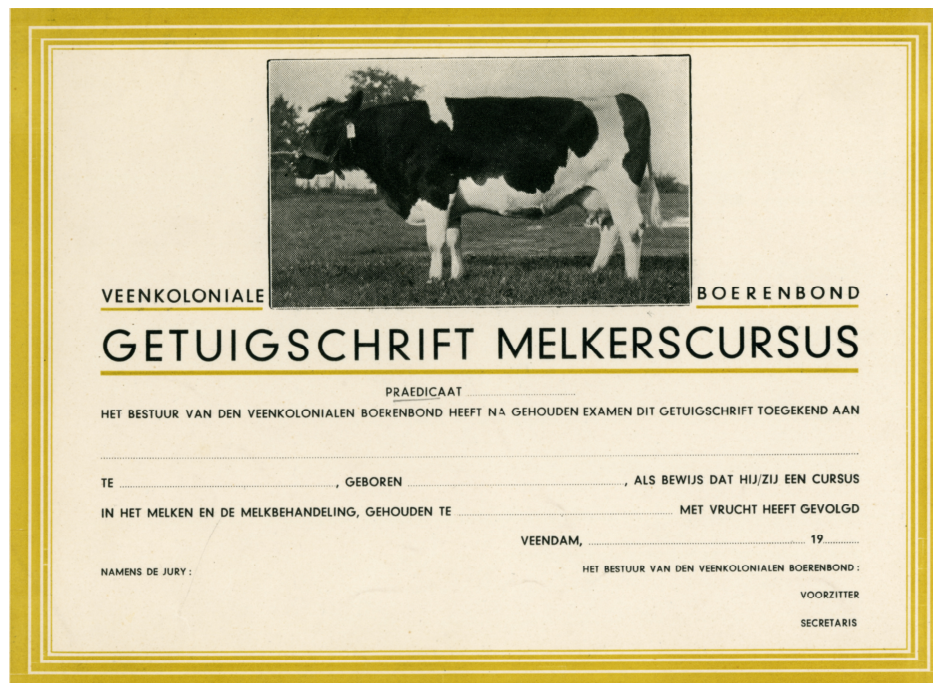 VEENKOLONIALE BOERENBOND
GETUIGSCHRIFT MELKERSCURSUS
PRAEDICAAT
HET BESTUUR VAN DEN VEENKOLONIALEN BOERENBOND HEEFT NA GEHOUDEN EXAMEN DIT GETUIGSCHRIFT TOEGEKEND AAN
TE , GEBOREN , ALS BEWIJS DAT HIJ/ZIJ EEN CURSUS
IN HET MELKEN EN DE MELKBEHANDELING, GEHOUDEN TE MET VRUCHT HEEFT GEVOLGD
VEENDAM, 19
NAMENS DE JURY : HET BESTUUR VAN DEN VEENKOLONIALEN BOERENBOND :
VOORZITTER
SECRETARIS